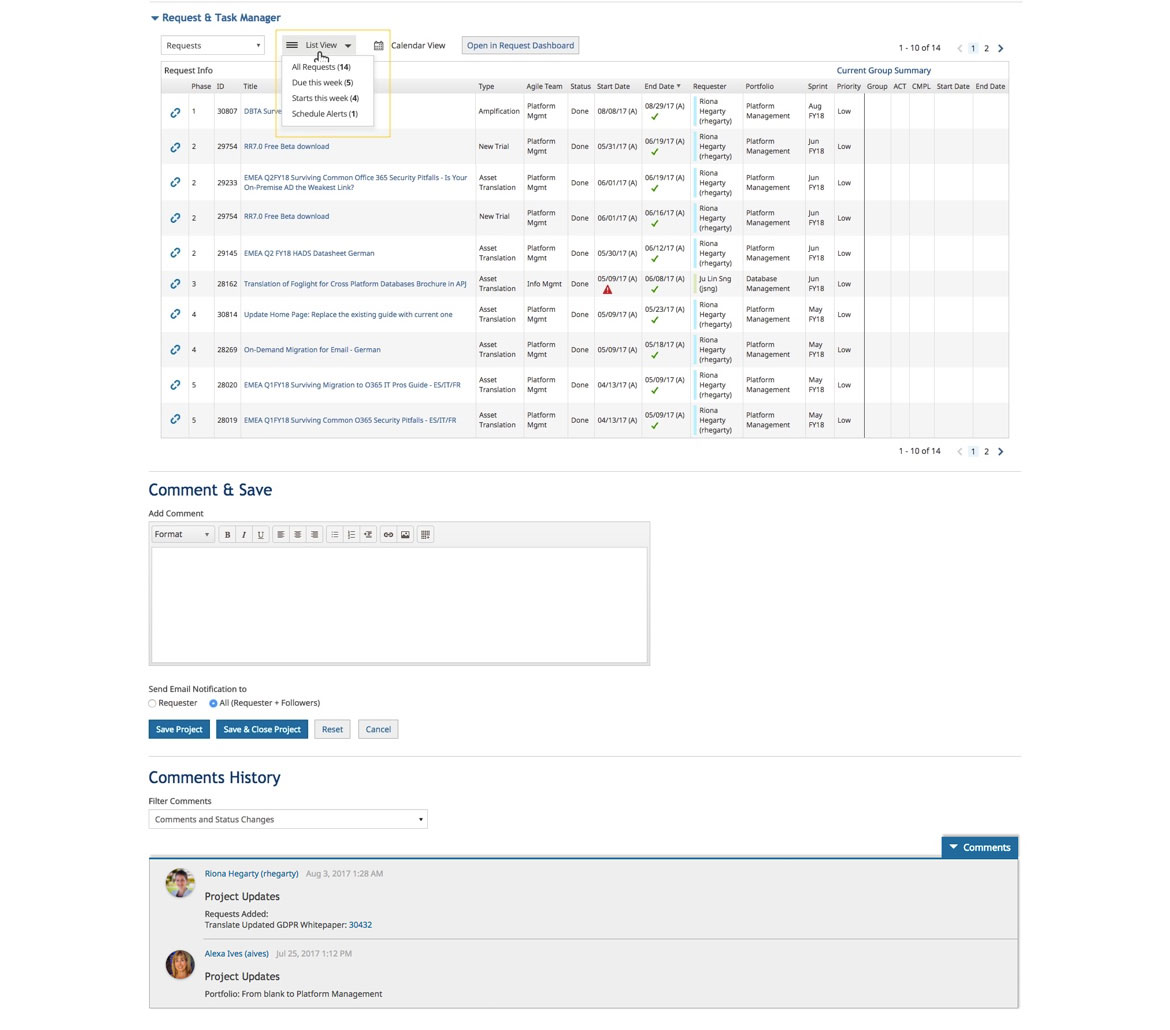 Request & Task Manager
Requests List View Calendar View Open in Request Dashboard 1 - 10 of 14 1 2
All Requests (14)
Due this week (5)
Starts this week (4)
Schedule Alerts (1)
Request Info Current Group Summary
Phase ID Title Type Agile Team Status Start Date End Date Requester Portfolio Sprint Priority Group ACT CMPL Start Date End Date
1 30807 DBTA Surve Amplfication Platform Mgmt Done 08/08/17 (A) 08/29/17 (A) Riona Hegarty (rhegarty) Platform Management Aug FY18 Low
2 29754 RR7.0 Free Beta download New Trial Platform Mgmt Done 05/31/17 (A) 06/19/17 (A) Riona Hegarty (rhegarty) Platform Management Jun FY18 Low
2 29233 EMEA Q2FY18 Surviving Common Office 365 Security Pitfalls - Is Your On-Premise AD the Weakest Link? Asset Translation Platform Mgmt Done 06/01/17 (A) 06/19/17 (A) Riona Hegarty (rhegarty) Platform Management Jun FY18 Low
2 29754 RR7.0 Free Beta download New Trial Platform Mgmt Done 06/01/17 (A) 06/16/17 (A) Riona Hegarty (rhegarty) Platform Management Jun FY18 Low
2 29145 EMEA Q2 FY18 HADS Datasheet German Asset Translation Platform Mgmt Done 05/30/17 (A) 06/12/17 (A) Riona Hegarty (rhegarty) Platform Management Jun FY18 Low
3 28162 Translation of Foglight for Cross Platform Databases Brochure in APJ Asset Translation Info Mgmt Done 05/09/17 (A) 06/08/17 (A) Ju Lin Sng (jsng) Database Management Jun FY18 Low
4 30814 Update Home Page: Replace the existing guide with current one Asset Translation Platform Mgmt Done 05/09/17 (A) 05/23/17 (A) Riona Hegarty (rhegarty) Platform Management May FY18 Low
4 28269 On-Demand Migration for Email - German Asset Translation Platform Mgmt Done 05/09/17 (A) 05/18/17 (A) Riona Hegarty (rhegarty) Platform Management May FY18 Low
5 28020 EMEA Q1FY18 Surviving Migration to O365 IT Pros Guide - ES/IT/FR Asset Translation Platform Mgmt Done 04/13/17 (A) 05/09/17 (A) Riona Hegarty (rhegarty) Platform Management May FY18 Low
5 28019 EMEA Q1FY18 Surviving Common O365 Security Pitfalls - ES/IT/FR Asset Translation Platform Mgmt Done 04/13/17 (A) 05/09/17 (A) Riona Hegarty (rhegarty) Platform Management May FY18 Low
1 - 10 of 14 1 2
Comment & Save
Add Comment
Format B I U
Send Email Notification to
Requester All (Requester + Followers)
Save Project Save & Close Project Reset Cancel
Comments History
Filter Comments
Comments and Status Changes
Comments
Riona Hegarty (rhegarty) Aug 3, 2017 1:28 AM
Project Updates
Requests Added:
Translate Updated GDPR Whitepaper: 30432
Alexa Ives (aives) Jul 25, 2017 1:12 PM
Project Updates
Portfolio: From blank to Platform Management